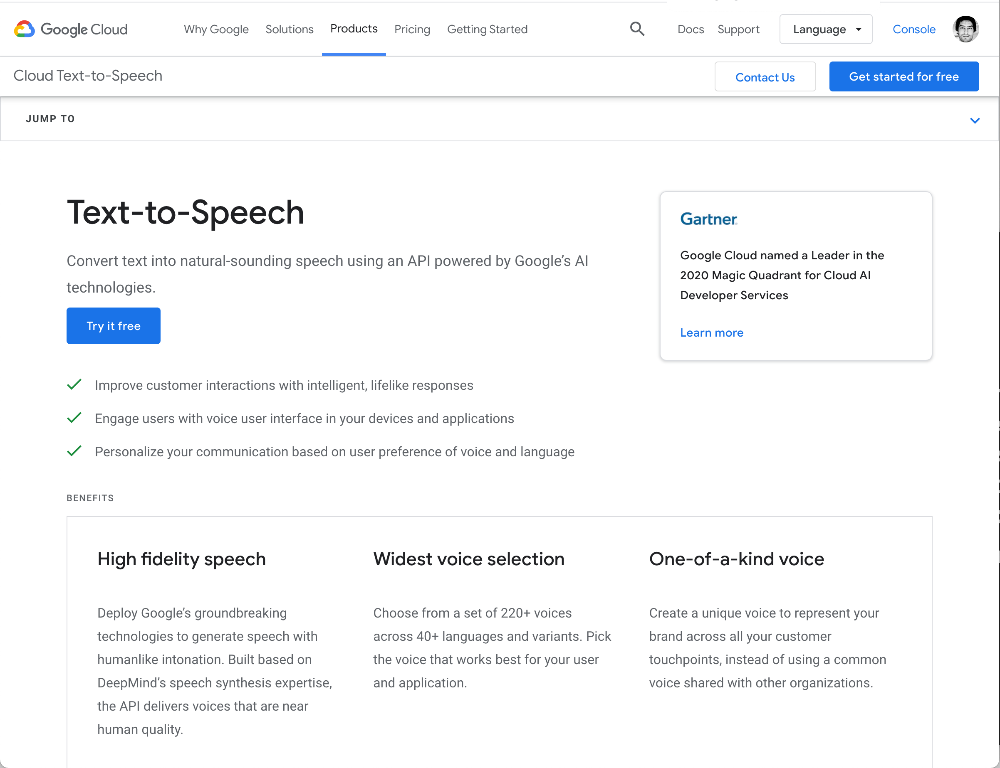 Google Cloud
Why Google
Solutions
Products
Pricing
Getting Started
Docs
Support
Language
Console
Cloud Text-to-Speech
Contact Us
Get started for free
JUMP TO
Text-to-Speech
Convert text into natural-sounding speech using an API powered by Google’s AI
technologies.
Try it free
Improve customer interactions with intelligent, lifelike responses
Engage users with voice user interface in your devices and applications
Personalize your communication based on user preference of voice and language
Gartner
Google Cloud named a Leader in the
2020 Magic Quadrant for Cloud AI
Developer Services
Learn more
BENEFITS
High fidelity speech
Deploy Google’s groundbreaking
technologies to generate speech with
humanlike intonation. Built based on
DeepMind’s speech synthesis expertise,
the API delivers voices that are near
human quality.
Widest voice selection
Choose from a set of 220+ voices
across 40+ languages and variants. Pick
the voice that works best for your user
and application.
One-of-a-kind voice
Create a unique voice to represent your
brand across all your customer
touchpoints, instead of using a common
voice shared with other organizations.